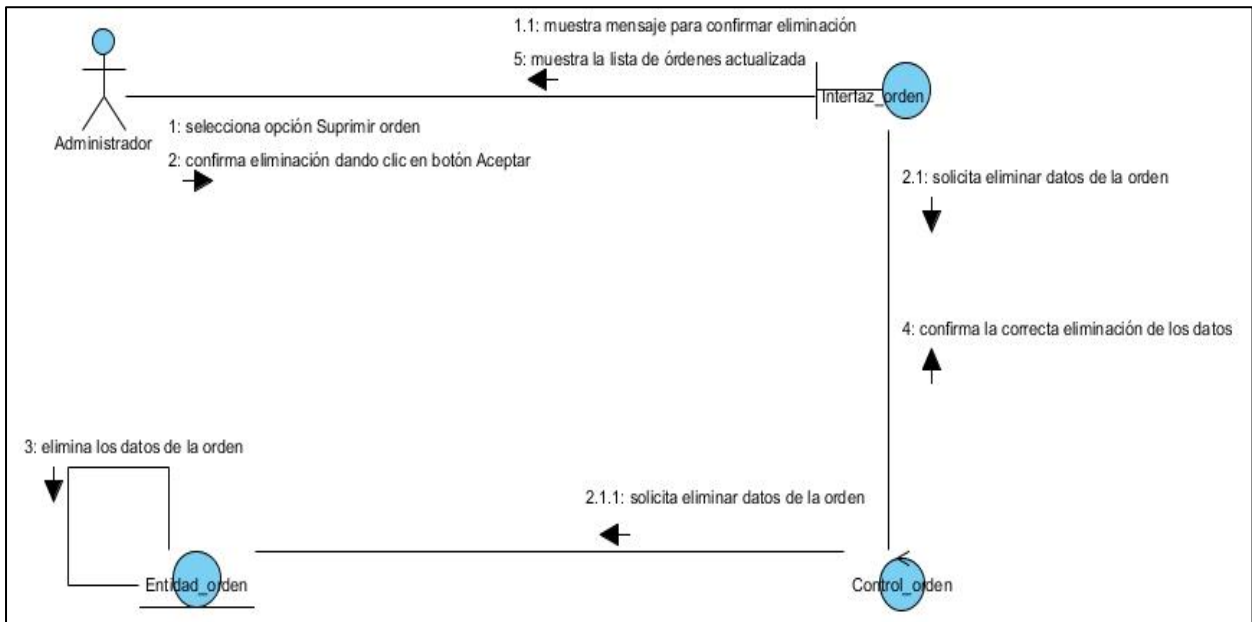 1.1: muestra mensaje para confirmar eliminación
5: muestra la lista de órdenes actualizada
Interfaz_orden
Administrador
1: selecciona opción Suprimir orden
2: confirma eliminación dando clic en botón Aceptar
2.1: solicita eliminar datos de la orden
4: confirma la correcta eliminación de los datos
3: elimina los datos de la orden
2.1.1: solicita eliminar datos de la orden
Entidad_orden
Control_orden